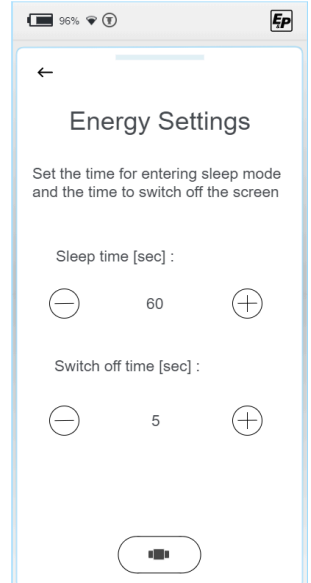 96%
EP
Energy Settings
Set the time for entering sleep mode
and the time to switch off the screen
Sleep time [sec] :
60
Switch off time [sec] :
5